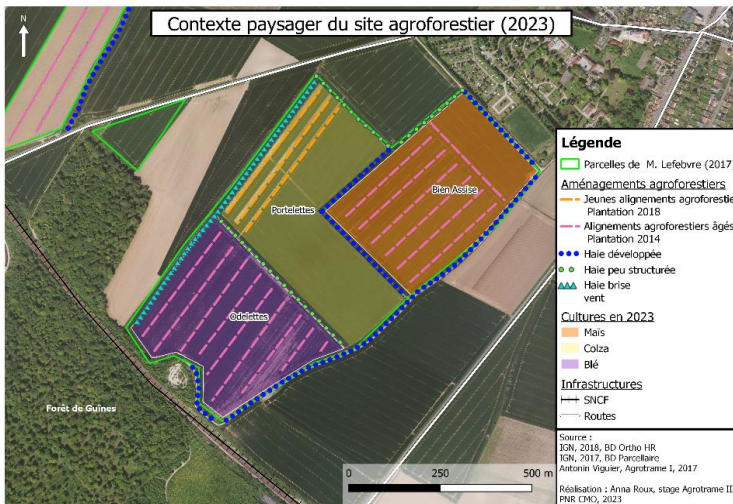 Contexte paysager du site agroforestier (2023)
N
Bien Assise
Portelettes
Odelettes
Forêt de Guînes
0 250 500 m
Légende
Parcelles de M. Lefebvre (2017)
Aménagements agroforestiers
Jeunes alignements agroforestie
Plantation 2018
Alignements agroforestiers âgés
Plantation 2014
Haie développée
Haie peu structurée
Haie brise
vent
Cultures en 2023
Maïs
Colza
Blé
Infrastructures
SNCF
Routes
Source :
IGN, 2018, BD Ortho HR
IGN, 2017, BD Parcellaire
Antonin Viguier, Agrotrame I, 2017
Réalisation : Anna Roux, stage Agrotrame II
PNR CMO, 2023